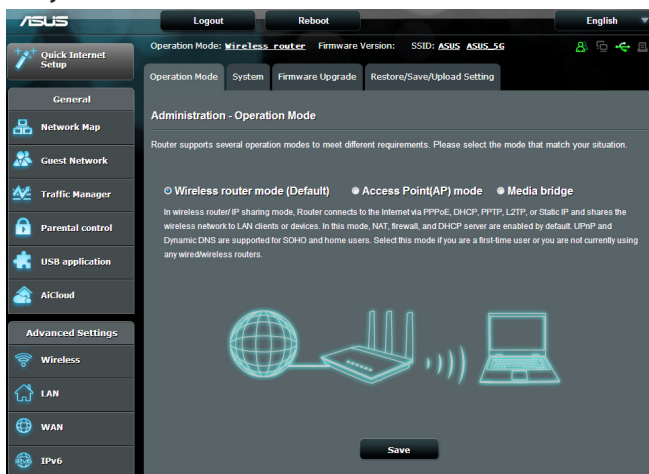 ASUS
Logout
Reboot
English
Quick Internet
Setup
Operation Mode: Wireless router Firmware Version: SSID: ASUS ASUS_5G
Operation Mode
System
Firmware Upgrade
Restore/Save/Upload Setting
General
Network Map
Guest Network
Traffic Manager
Parental control
USB application
AiCloud
Advanced Settings
Wireless
LAN
WAN
IPv6
Administration - Operation Mode
Router supports several operation modes to meet different requirements. Please select the mode that match your situation.
Wireless router mode (Default)
Access Point(AP) mode
Media bridge
In wireless router/ IP sharing mode, Router connects to the Internet via PPPoE, DHCP, PPTP, L2TP, or Static IP and shares the
wireless network to LAN clients or devices. In this mode, NAT, firewall, and DHCP server are enabled by default. UPnP and
Dynamic DNS are supported for SOHO and home users. Select this mode if you are a first-time user or you are not currently using
any wired/wireless routers.
Save